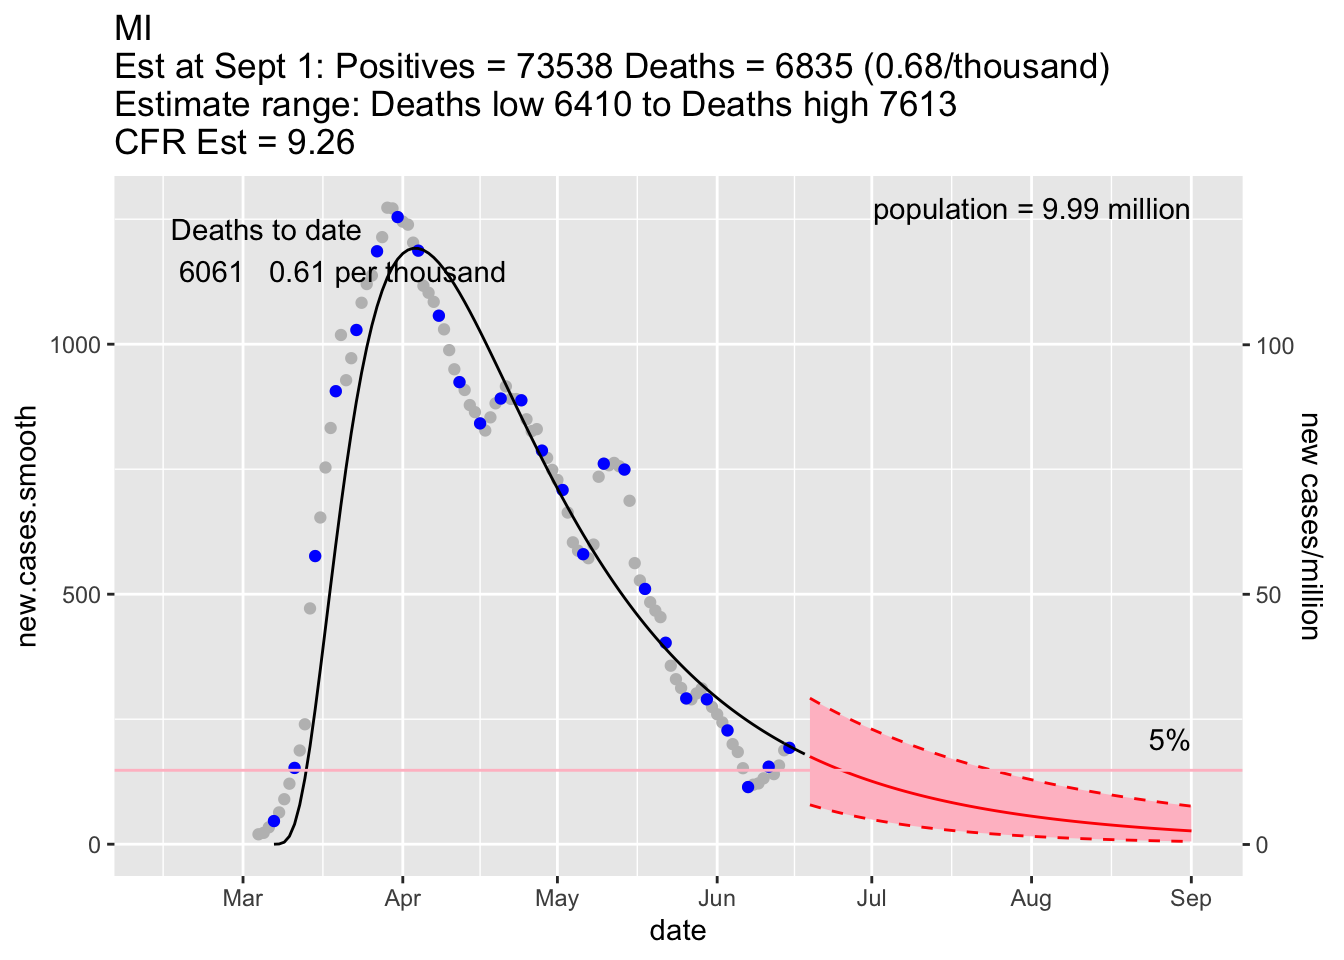 MI
Est at Sept 1: Positives = 73538 Deaths = 6835 (0.68/thousand)
Estimate range: Deaths low 6410 to Deaths high 7613
CFR Est = 9.26
population = 9.99 million
Deaths to date
6061 0.61 per thousand
1000
500
0
new.cases.smooth
100
50
0
new cases/million
5%
Mar Apr May Jun Jul Aug Sep
date